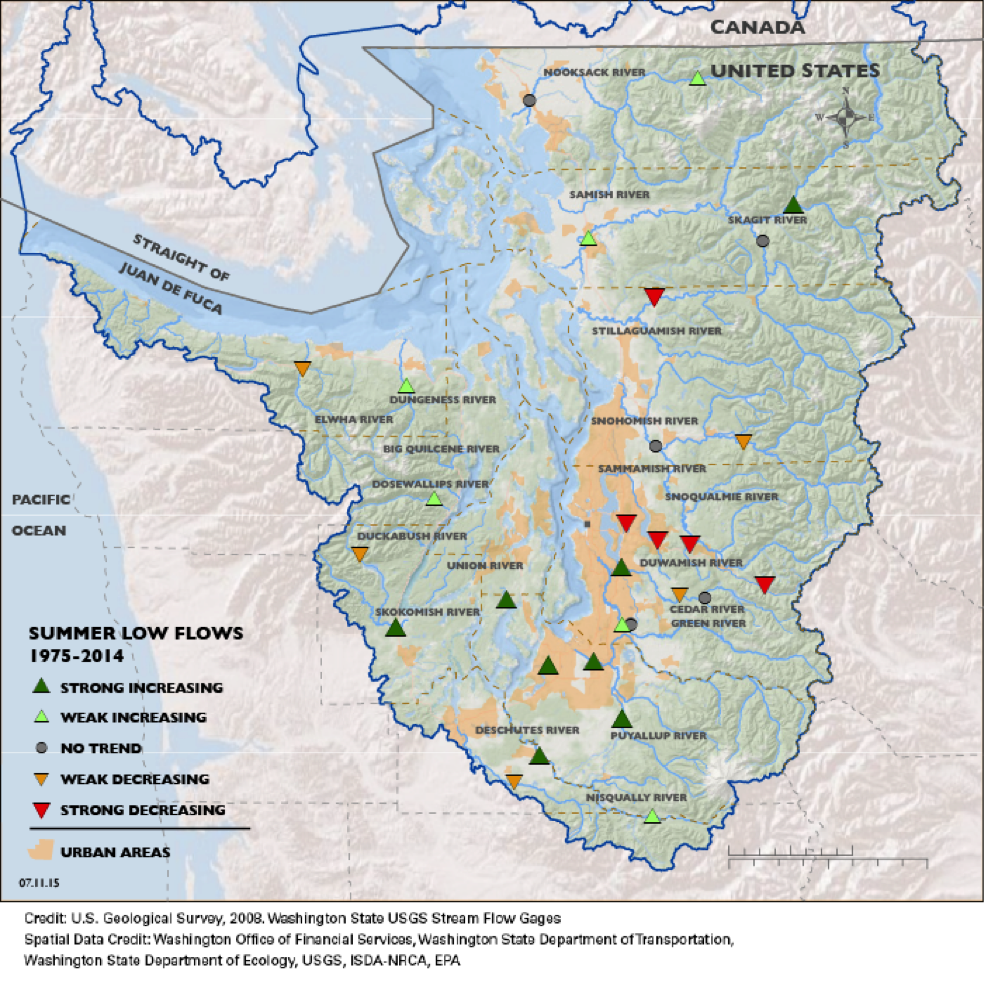 CANADA
UNITED STATES
NOOKSACK RIVER
N
W
E
S
SAMISH RIVER
SKAGIT RIVER
STRAIGHT OF
JUAN DE FUCA
STILLAGUAMISH RIVER
DUNGENESS RIVER
ELWHA RIVER
SNOHOMISH RIVER
BIG QUILCENE RIVER
SAMMAMISH RIVER
DOSEWALLIPS RIVER
SNOQUALMIE RIVER
PACIFIC
OCEAN
DUCKABUSH RIVER
UNION RIVER
DUWAMISH RIVER
SKOKOMISH RIVER
CEDAR RIVER
GREEN RIVER
DESCHUTES RIVER
PUYALLUP RIVER
NISQUALLY RIVER
SUMMER LOW FLOWS
1975-2014
STRONG INCREASING
WEAK INCREASING
NO TREND
WEAK DECREASING
STRONG DECREASING
URBAN AREAS
07.11.15
Credit: U.S. Geological Survey, 2008. Washington State USGS Stream Flow Gages
Spatial Data Credit: Washington Office of Financial Services, Washington State Department of Transportation,
Washington State Department of Ecology, USGS, ISDA-NRCA, EPA